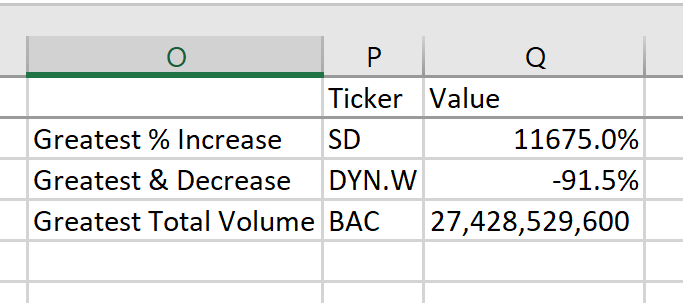 O P Q
Ticker Value
Greatest % Increase SD 11675.0%
Greatest & Decrease DYN.W -91.5%
Greatest Total Volume BAC 27,428,529,600